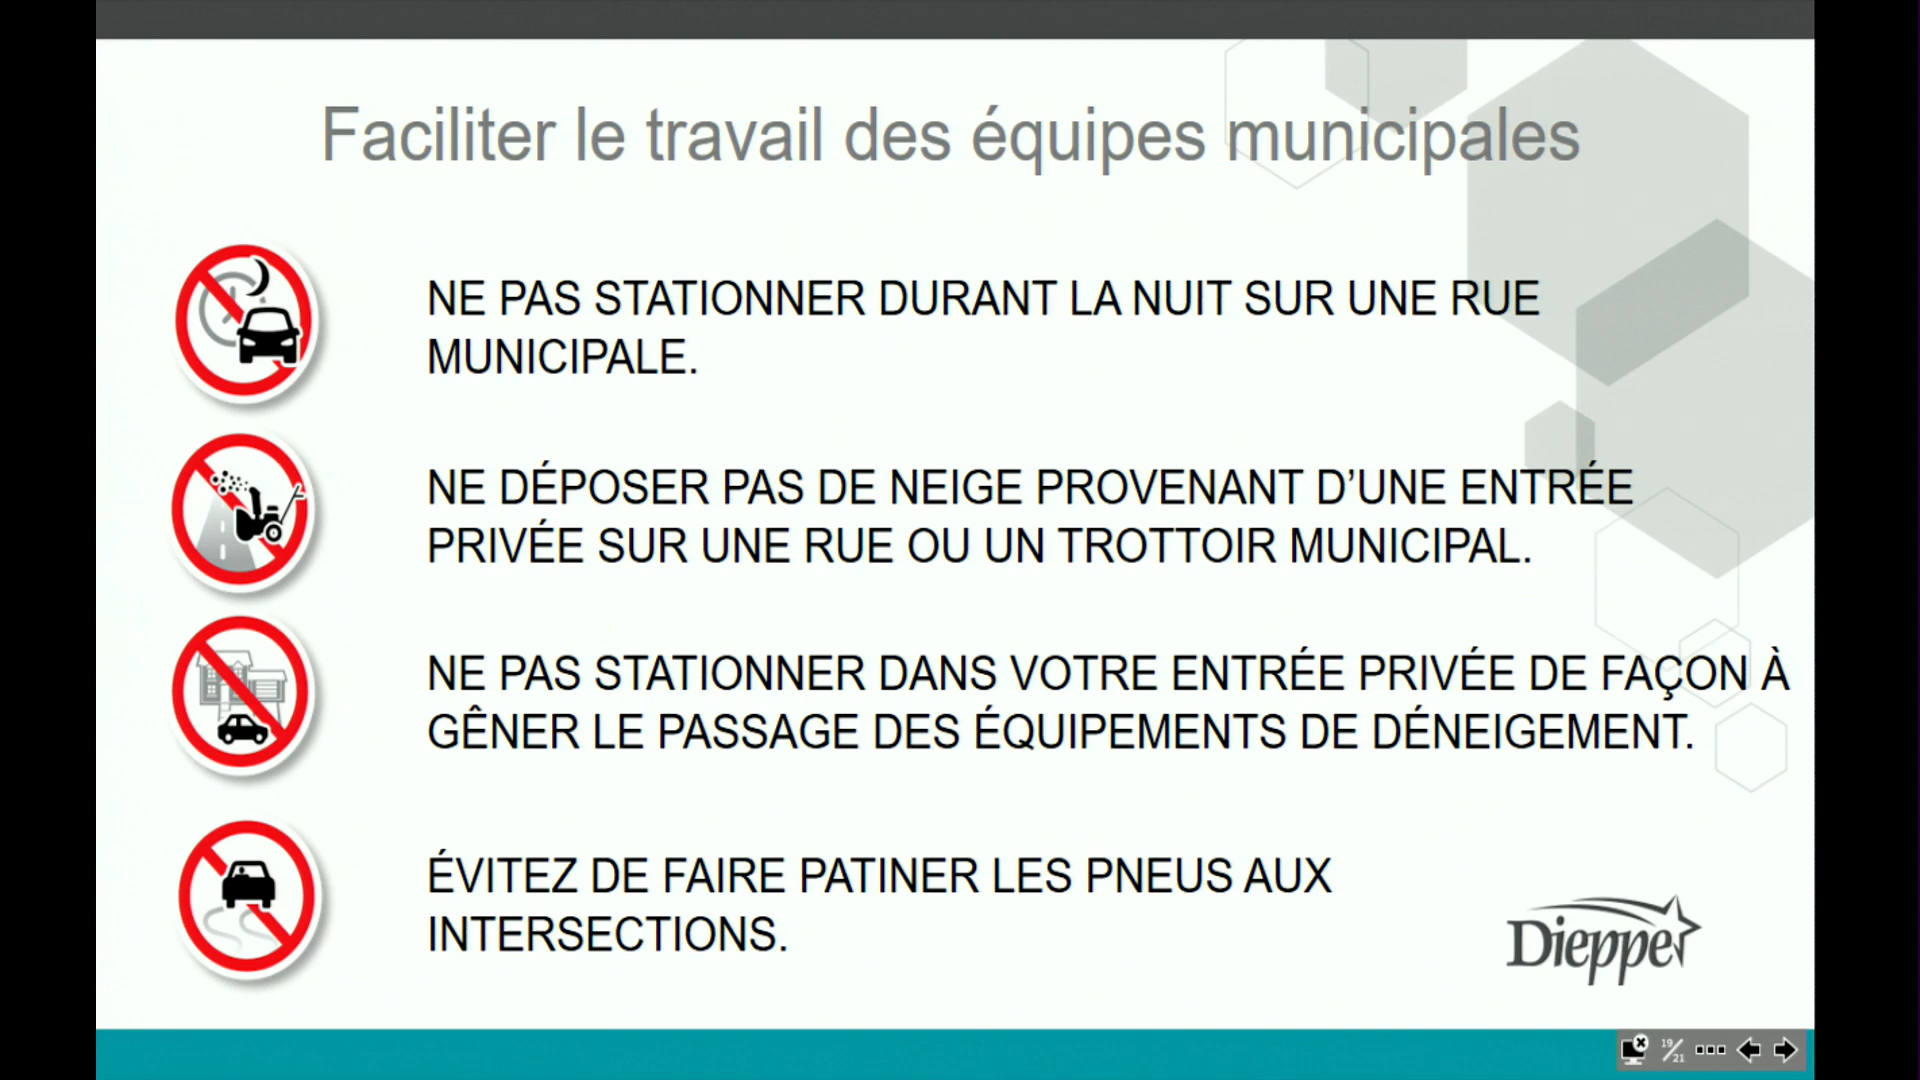 Faciliter le travail des équipes municipales
NE PAS STATIONNER DURANT LA NUIT SUR UNE RUE
MUNICIPALE.
NE DÉPOSER PAS DE NEIGE PROVENANT D’UNE ENTRÉE
PRIVÉE SUR UNE RUE OU UN TROTTOIR MUNICIPAL.
NE PAS STATIONNER DANS VOTRE ENTRÉE PRIVÉE DE FAÇON À
GÊNER LE PASSAGE DES ÉQUIPEMENTS DE DÉNEIGEMENT.
ÉVITEZ DE FAIRE PATINER LES PNEUS AUX
INTERSECTIONS.
Dieppe
19/21